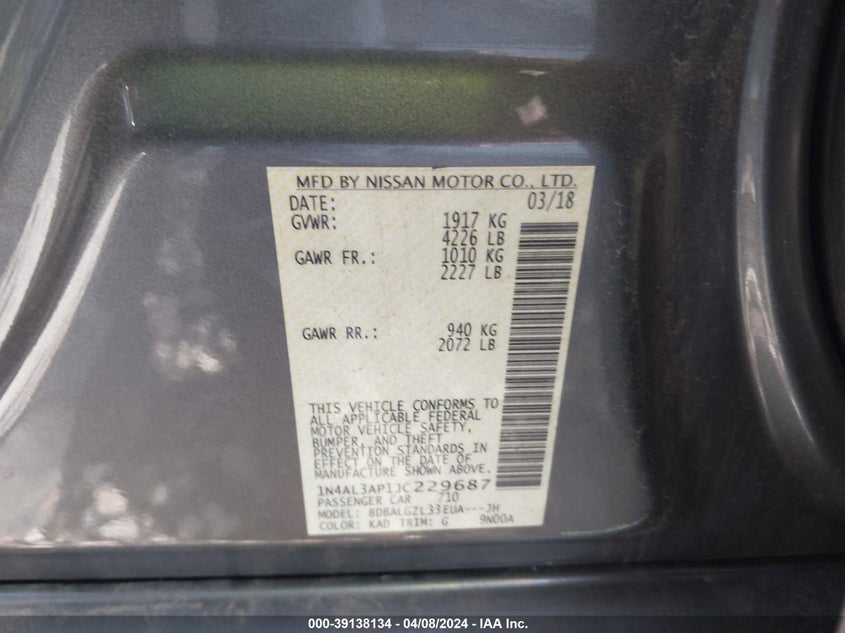 MFD BY NISSAN MOTOR CO., LTD.
DATE: 03/18
GVWR: 1917 KG
4226 LB
GAWR FR.: 1010 KG
2227 LB
GAWR RR.: 940 KG
2072 LB
THIS VEHICLE CONFORMS TO
ALL APPLICABLE FEDERAL
MOTOR VEHICLE SAFETY,
BUMPER, AND THEFT
PREVENTION STANDARDS IN
EFFECT ON THE DATE OF
MANUFACTURE SHOWN ABOVE.
1N4AL3AP1JC229687
PASSENGER CAR 710
MODEL: BDBALGZL33EUA---JH
COLOR: KAD TRIM: G 9N00A
000-39138134 - 04/08/2024 - IAA Inc.